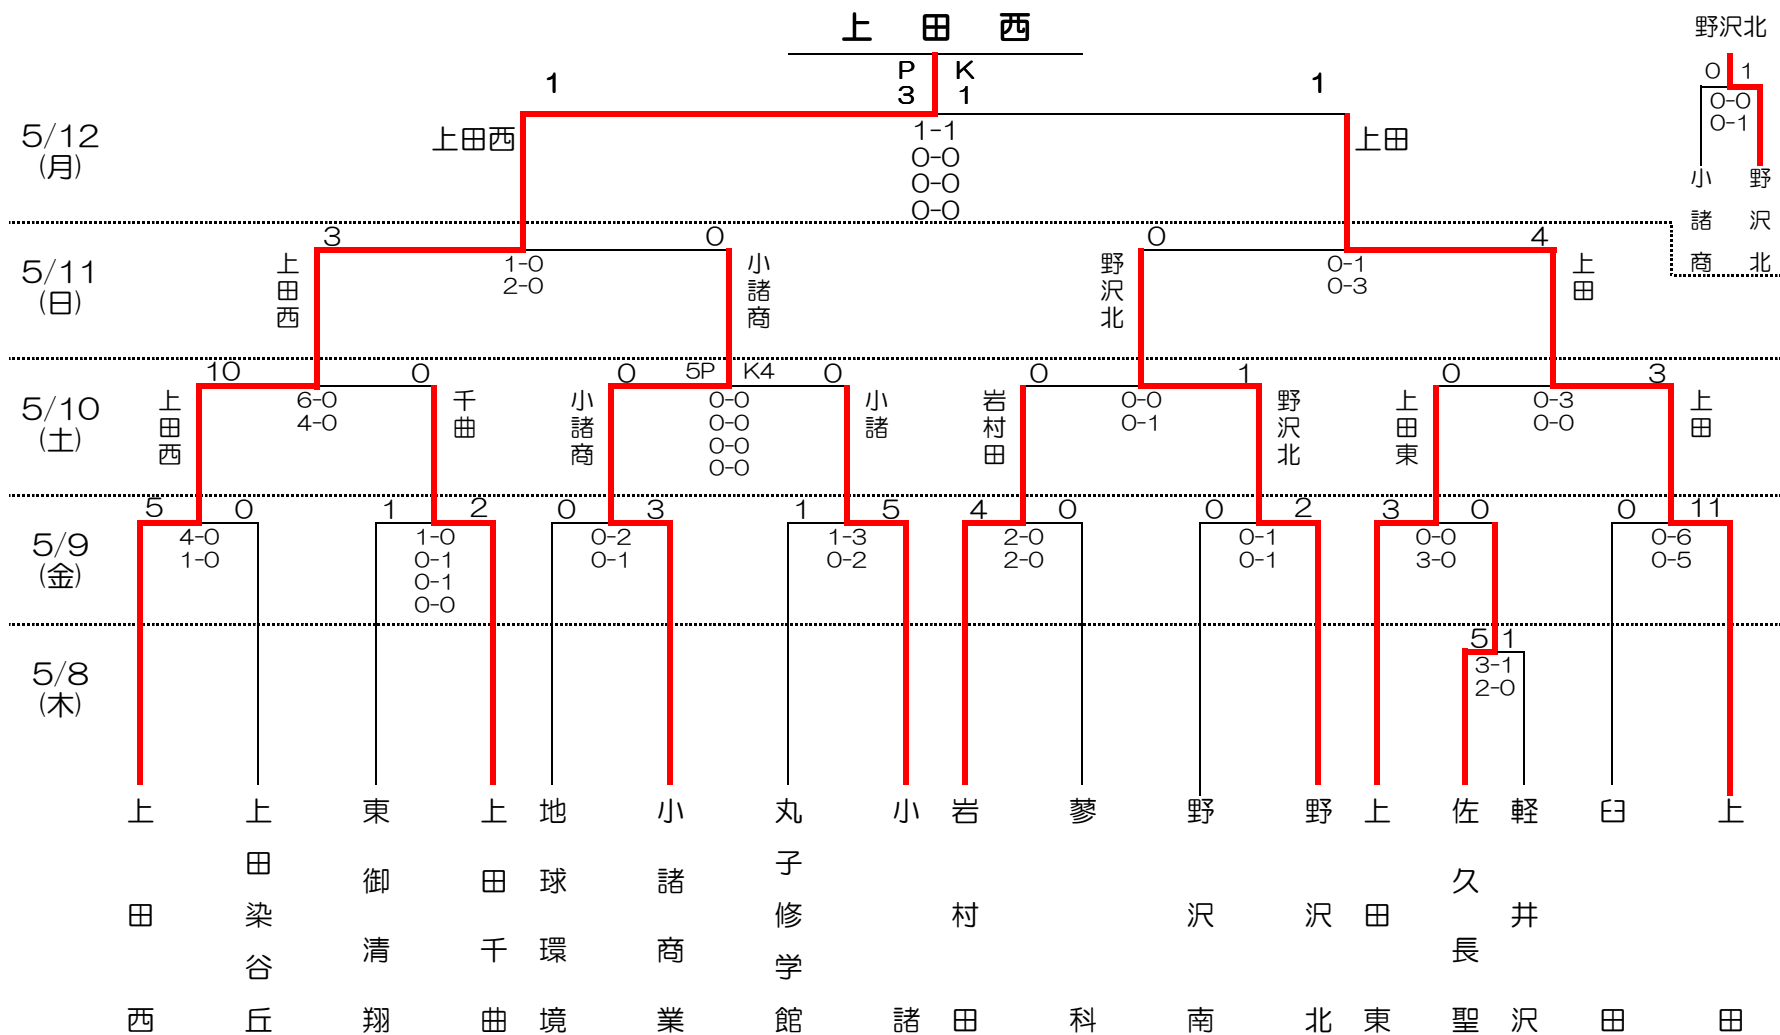 上 田 西
野沢北
P K
3 1
1
1
0 1
0-0
0-1
小諸商
野沢北
5/12
(月)
上田西
上田
1-1
0-0
0-0
0-0
5/11
(日)
3
0
1-0
2-0
上田西
小諸商
0
4
0-1
0-3
野沢北
上田
5/10
(土)
10
0
6-0
4-0
上田西
千曲
0
5P K4
0
0-0
0-0
0-0
0-0
小諸商
小諸
0
1
0-0
0-1
岩村田
野沢北
0
3
0-3
0-0
上田東
上田
5/9
(金)
5
0
4-0
1-0
1
2
1-0
0-1
0-1
0-0
0
3
0-2
0-1
1
5
1-3
0-2
4
0
2-0
2-0
0
2
0-1
0-1
3
0
0-0
3-0
0
11
0-6
0-5
5/8
(木)
5 1
3-1
2-0
上田西
上田染谷丘
東御清翔
上田千曲
地球環境
小諸商業
丸子修学館
小諸
岩村田
蓼科
野沢南
野沢北
上田東
佐久長聖
軽井沢
臼田
上田